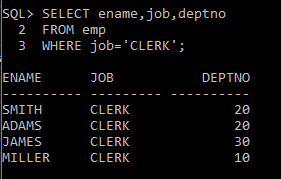 SQL> SELECT ename,job,deptno
  2  FROM emp
  3  WHERE job='CLERK';
ENAME      JOB           DEPTNO
---------- --------- ----------
SMITH      CLERK             20
ADAMS      CLERK             20
JAMES      CLERK             30
MILLER     CLERK             10